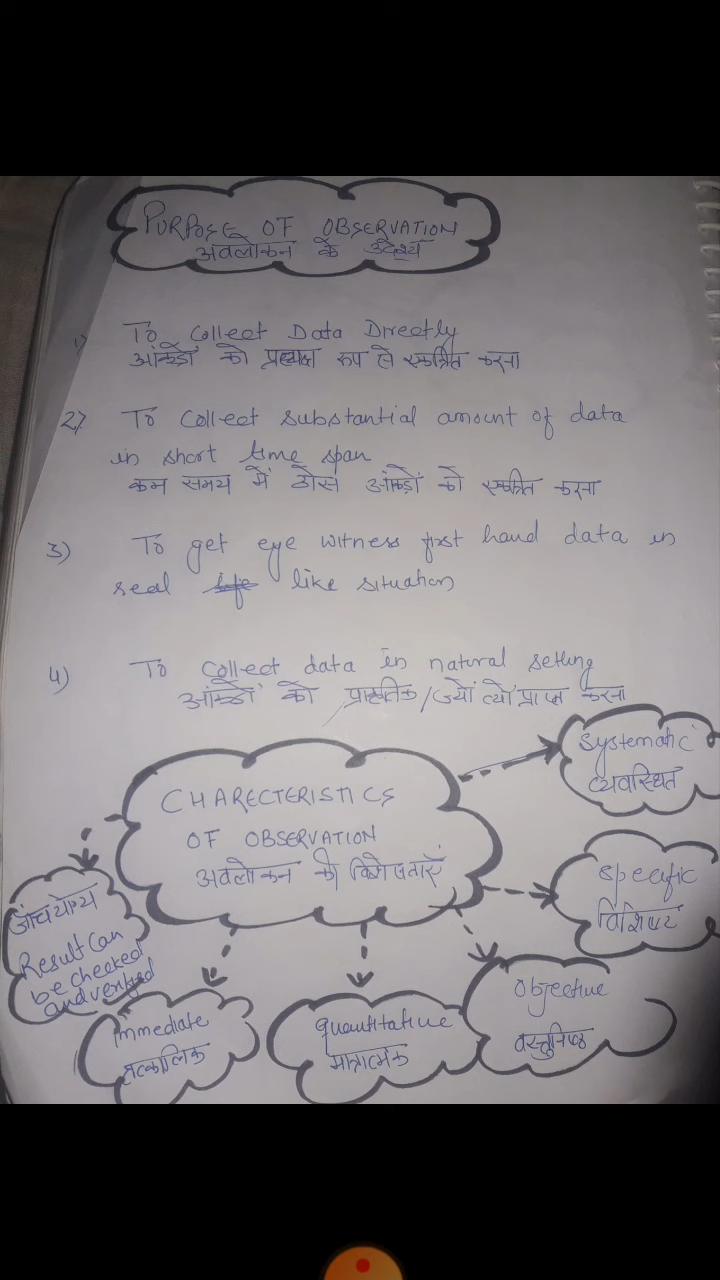 PURPOSE OF OBSERVATION
अवलोकन के उद्देश्य
1) To Collect Data Directly
आंकड़ों को प्रत्यक्ष रूप से एकत्रित करना
2) To Collect substantial amount of data
in short time span
कम समय में ठोस आंकड़ों को एकत्रित करना
3) To get eye witness first hand data in
real life like situation
4) To collect data in natural setting
आंकड़ों को प्राकृतिक / ज्यों त्यों प्राप्त करना
Systematic
व्यवस्थित
CHARECTERISTICS
OF OBSERVATION
अवलोकन की विशेषताएँ
specific
विशिष्ट
जांचयोग्य
Result Can
be checked
and verified
Objective
वस्तुनिष्ठ
Immediate
तत्कालिक
quantitative
मात्रात्मक